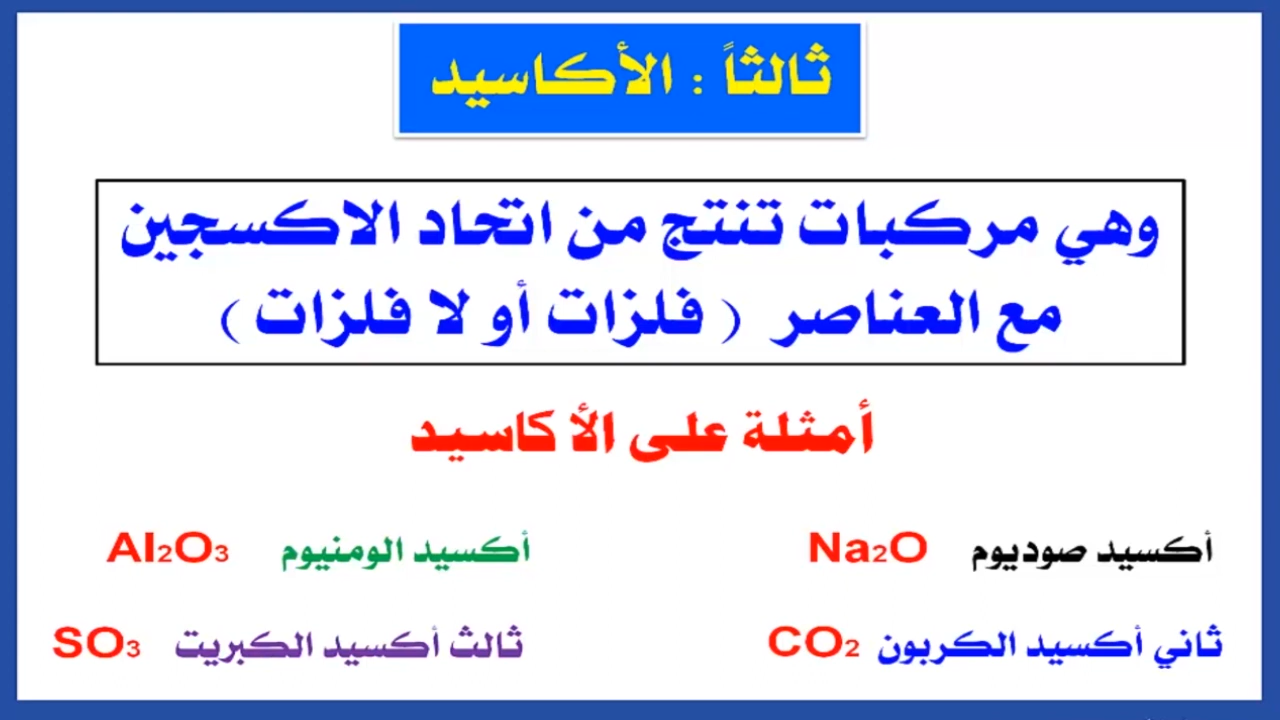 ثالثاً : الأكاسيد
وهي مركبات تنتج من اتحاد الاكسجين
مع العناصر ( فلزات أو لا فلزات )
أمثلة على الأ كاسيد
أكسيد صوديوم Na₂O
أكسيد الومنيوم Al₂O₃
ثاني أكسيد الكربون CO₂
ثالث أكسيد الكبريت SO₃